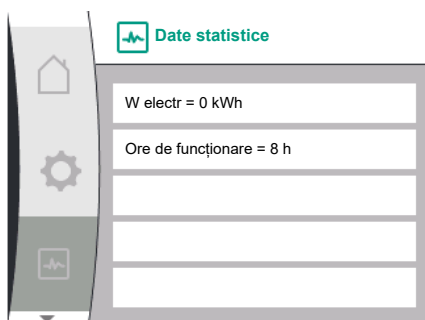 Date statistice
W electr = 0 kWh
Ore de funcționare = 8 h